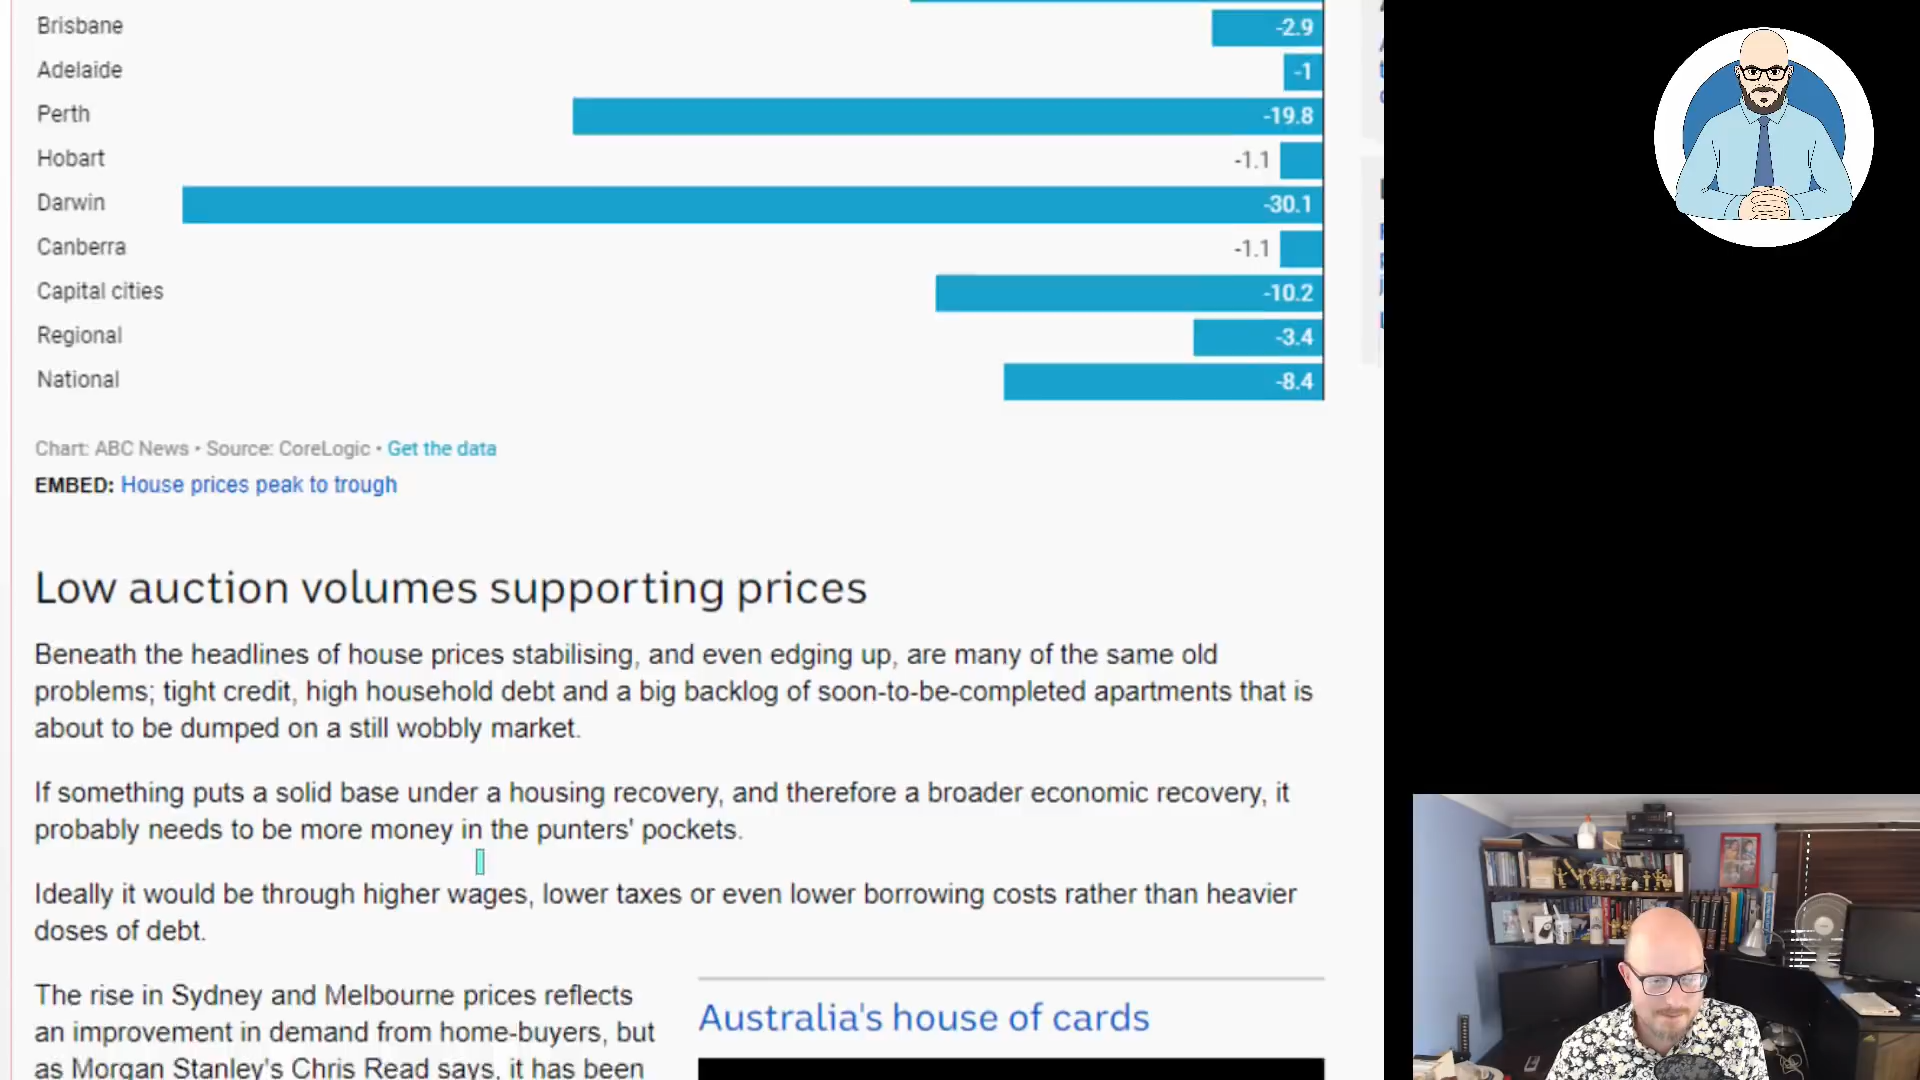 Brisbane -2.9
Adelaide -1
Perth -19.8
Hobart -1.1
Darwin -30.1
Canberra -1.1
Capital cities -10.2
Regional -3.4
National -8.4
Chart: ABC News • Source: CoreLogic • Get the data
EMBED: House prices peak to trough
Low auction volumes supporting prices
Beneath the headlines of house prices stabilising, and even edging up, are many of the same old
problems; tight credit, high household debt and a big backlog of soon-to-be-completed apartments that is
about to be dumped on a still wobbly market.
If something puts a solid base under a housing recovery, and therefore a broader economic recovery, it
probably needs to be more money in the punters' pockets.
Ideally it would be through higher wages, lower taxes or even lower borrowing costs rather than heavier
doses of debt.
The rise in Sydney and Melbourne prices reflects
an improvement in demand from home-buyers, but
as Morgan Stanley's Chris Read says, it has been
Australia's house of cards